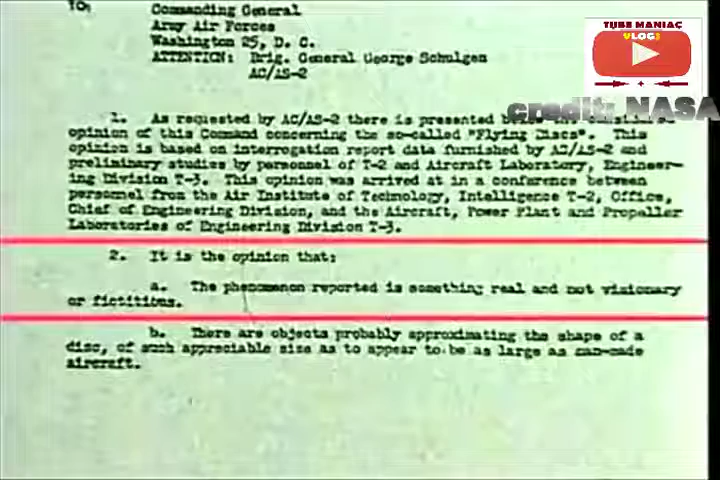 TO:
Commanding General
Army Air Forces
Washington 25, D. C.
ATTENTION: Brig. General George Schulgen
AC/AS-2
TUBE MANIAC
VLOGS
credit: NASA
1. As requested by AC/AS-2 there is presented
opinion of this Command concerning the so-called "Flying Discs". This
opinion is based on interrogation report data furnished by AC/AS-2 and
preliminary studies by personnel of T-2 and Aircraft Laboratory, Engineer-
ing Division T-3. This opinion was arrived at in a conference between
personnel from the Air Institute of Technology, Intelligence T-2, Office,
Chief of Engineering Division, and the Aircraft, Power Plant and Propeller
Laboratories of Engineering Division T-3.
2. It is the opinion that:
a. The phenomenon reported is something real and not visionary
or fictitious.
b. There are objects probably approximating the shape of a
disc, of such appreciable size as to appear to be as large as man-made
aircraft.